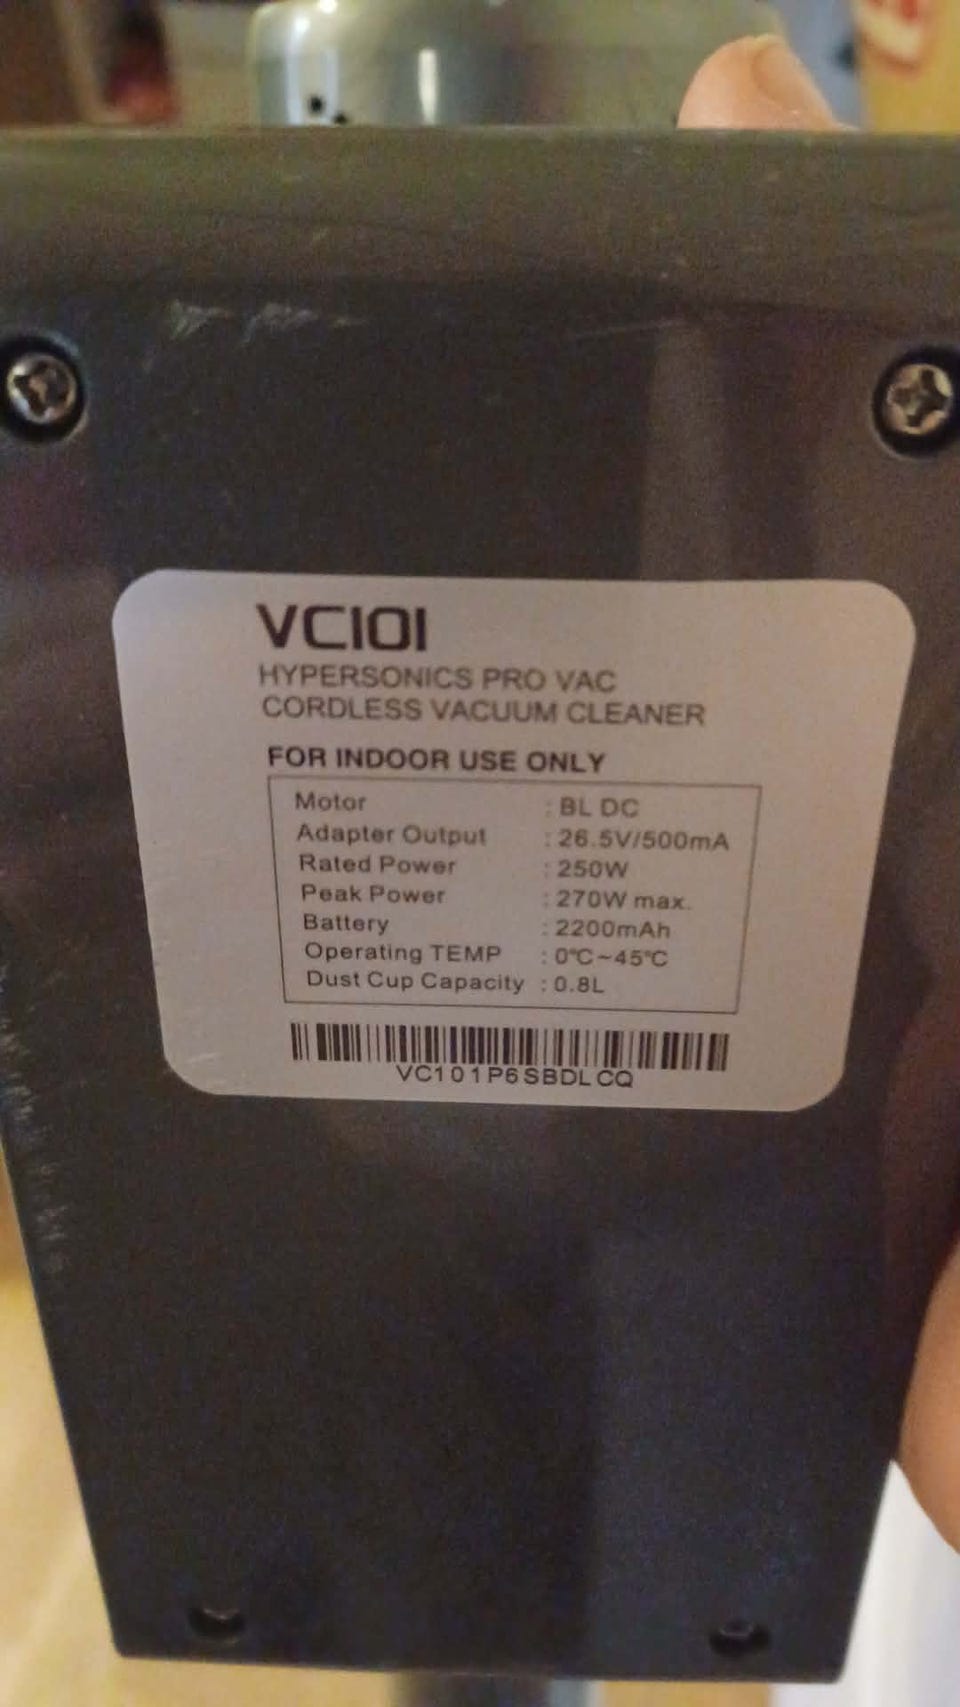 VC101
HYPERSONICS PRO VAC
CORDLESS VACUUM CLEANER
FOR INDOOR USE ONLY
Motor : BL DC
Adapter Output : 26.5V/500mA
Rated Power : 250W
Peak Power : 270W max.
Battery : 2200mAh
Operating TEMP : 0°C~45°C
Dust Cup Capacity : 0.8L
VC101P6SBDLCQ